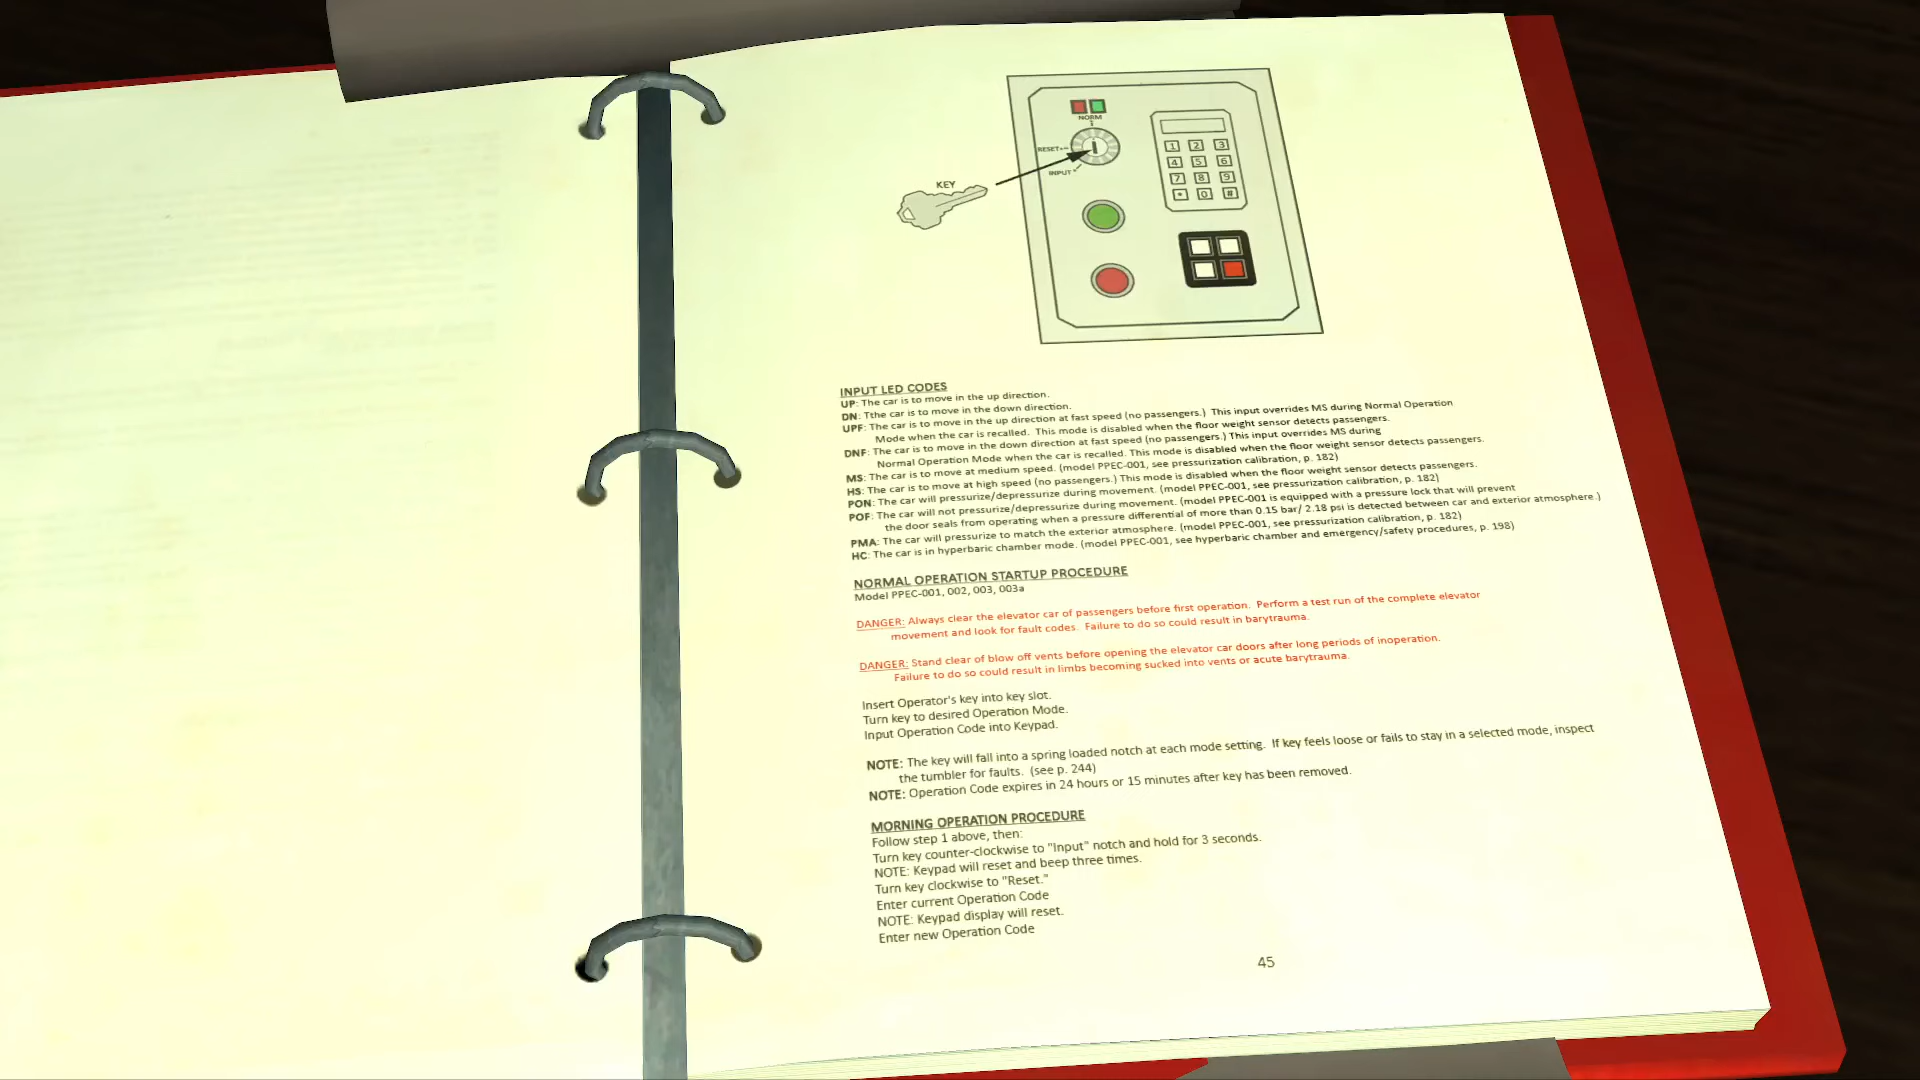 NORM
RESET
INPUT
KEY
1 2 3
4 5 6
7 8 9
* 0 #
INPUT LED CODES
UP: The car is to move in the up direction.
DN: Tthe car is to move in the down direction.
UPF: The car is to move in the up direction at fast speed (no passengers.) This input overrides MS during Normal Operation
Mode when the car is recalled. This mode is disabled when the floor weight sensor detects passengers.
DNF: The car is to move in the down direction at fast speed (no passengers.) This input overrides MS during
Normal Operation Mode when the car is recalled. This mode is disabled when the floor weight sensor detects passengers.
MS: The car is to move at medium speed. (model PPEC-001, see pressurization calibration, p. 182)
HS: The car is to move at high speed (no passengers.) This mode is disabled when the floor weight sensor detects passengers.
PON: The car will pressurize/depressurize during movement. (model PPEC-001, see pressurization calibration, p. 182)
POF: The car will not pressurize/depressurize during movement. (model PPEC-001 is equipped with a pressure lock that will prevent
the door seals from operating when a pressure differential of more than 0.15 bar/ 2.18 psi is detected between car and exterior atmosphere.)
PMA: The car will pressurize to match the exterior atmosphere. (model PPEC-001, see pressurization calibration, p. 182)
HC: The car is in hyperbaric chamber mode. (model PPEC-001, see hyperbaric chamber and emergency/safety procedures, p. 198)
NORMAL OPERATION STARTUP PROCEDURE
Model PPEC-001, 002, 003, 003a
DANGER: Always clear the elevator car of passengers before first operation. Perform a test run of the complete elevator
movement and look for fault codes. Failure to do so could result in barytrauma.
DANGER: Stand clear of blow off vents before opening the elevator car doors after long periods of inoperation.
Failure to do so could result in limbs becoming sucked into vents or acute barytrauma.
Insert Operator's key into key slot.
Turn key to desired Operation Mode.
Input Operation Code into Keypad.
NOTE: The key will fall into a spring loaded notch at each mode setting. If key feels loose or fails to stay in a selected mode, inspect
the tumbler for faults. (see p. 244)
NOTE: Operation Code expires in 24 hours or 15 minutes after key has been removed.
MORNING OPERATION PROCEDURE
Follow step 1 above, then:
Turn key counter-clockwise to "Input" notch and hold for 3 seconds.
NOTE: Keypad will reset and beep three times.
Turn key clockwise to "Reset."
Enter current Operation Code
NOTE: Keypad display will reset.
Enter new Operation Code
45